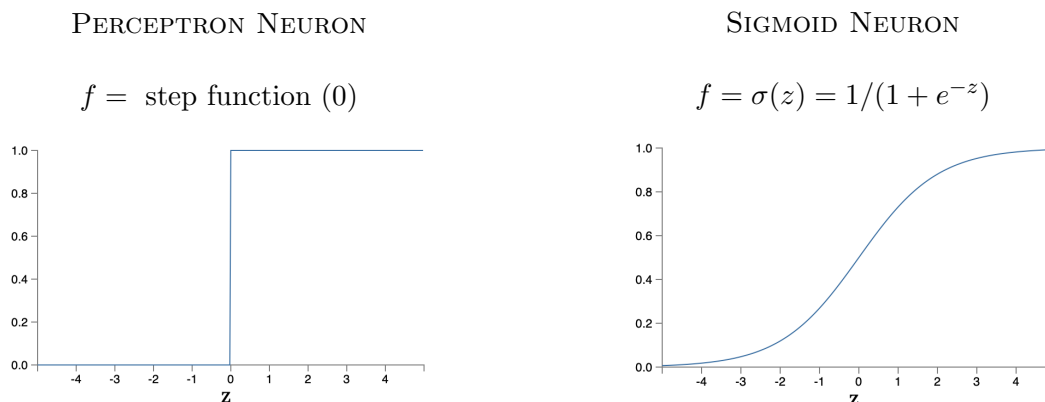 PERCEPTRON NEURON
f = step function (0)
1.0
0.8
0.6
0.4
0.2
0.0
-4 -3 -2 -1 0 1 2 3 4
z
SIGMOID NEURON
f = σ(z) = 1/(1 + e^{-z})
1.0
0.8
0.6
0.4
0.2
0.0
-4 -3 -2 -1 0 1 2 3 4
z